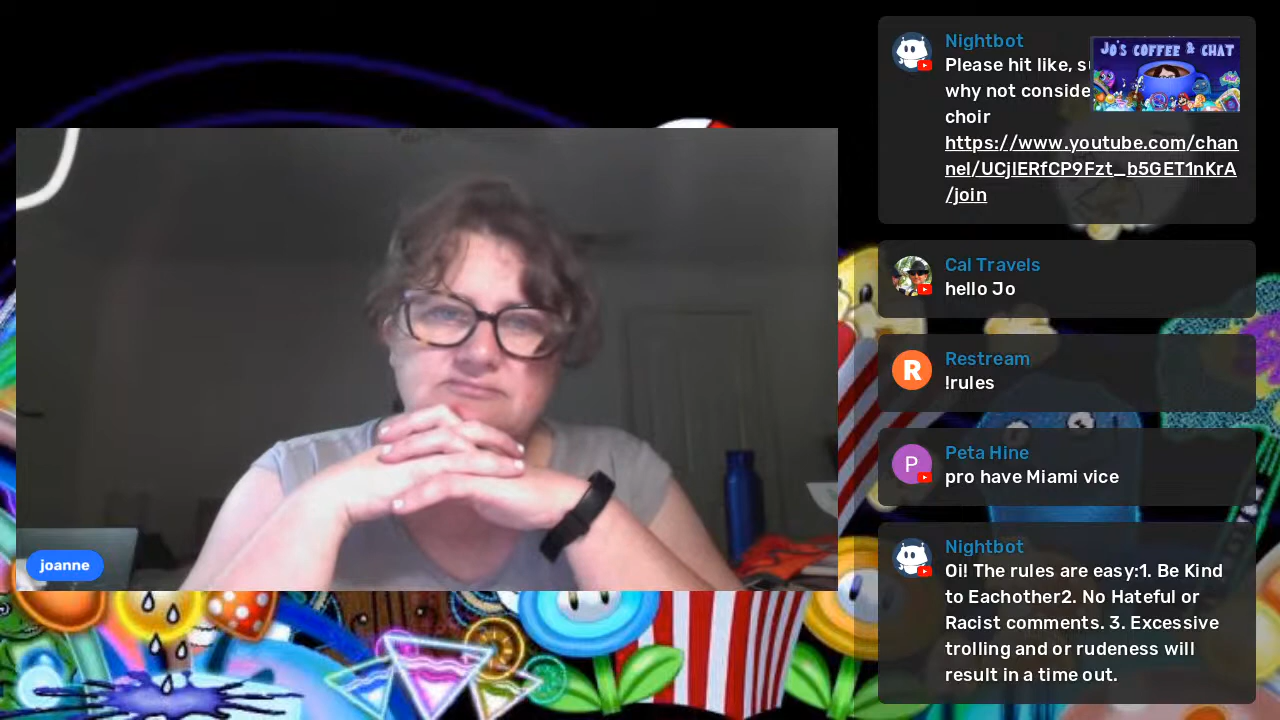 Nightbot
Please hit like, s
why not conside
choir
https://www.youtube.com/chan
nel/UCjlERfCP9Fzt_b5GET1nKrA
/join
JO'S COFFEE & CHAT
Cal Travels
hello Jo
Restream
!rules
Peta Hine
pro have Miami vice
Nightbot
Oi! The rules are easy:1. Be Kind
to Eachother2. No Hateful or
Racist comments. 3. Excessive
trolling and or rudeness will
result in a time out.
joanne
R
P